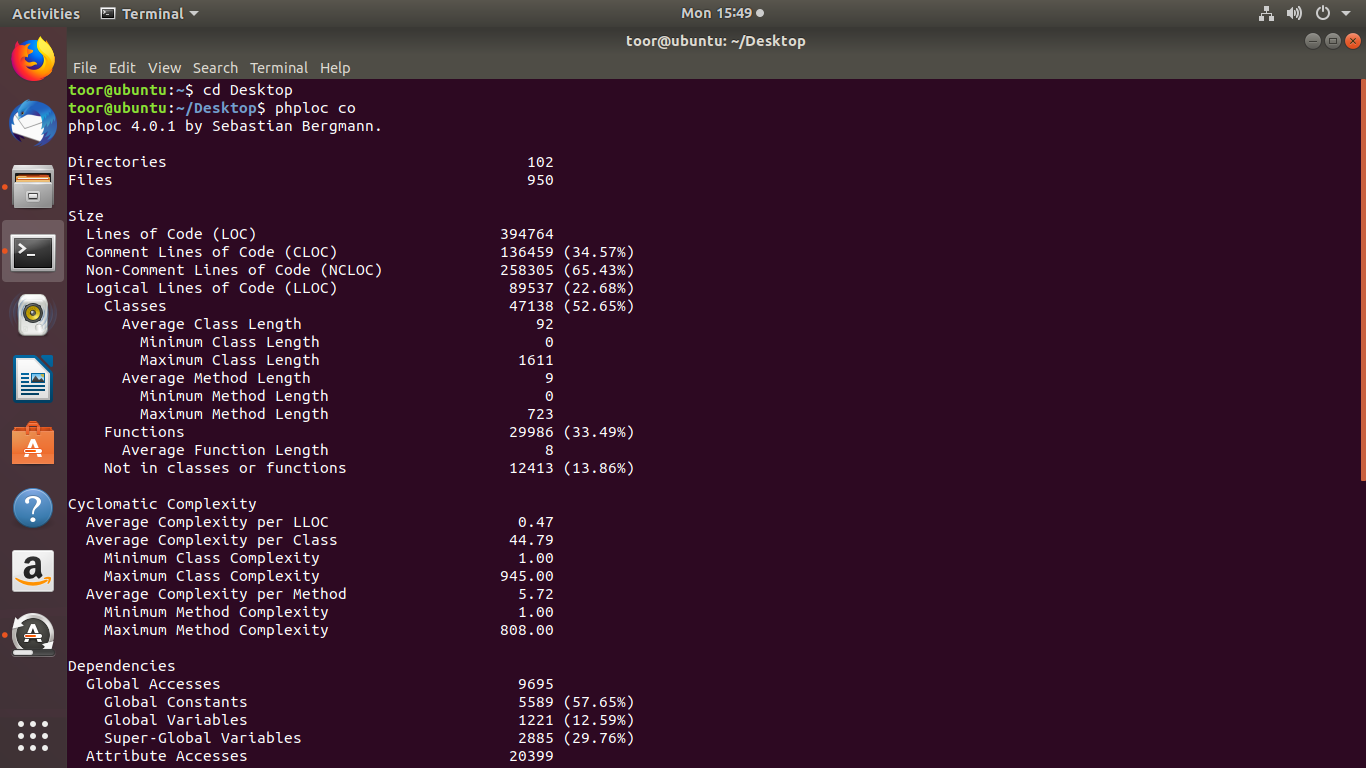 Activities Terminal Mon 15:49
toor@ubuntu: ~/Desktop
File Edit View Search Terminal Help
toor@ubuntu:~$ cd Desktop
toor@ubuntu:~/Desktop$ phploc co
phploc 4.0.1 by Sebastian Bergmann.
Directories 102
Files 950
Size
Lines of Code (LOC) 394764
Comment Lines of Code (CLOC) 136459 (34.57%)
Non-Comment Lines of Code (NCLOC) 258305 (65.43%)
Logical Lines of Code (LLOC) 89537 (22.68%)
Classes 47138 (52.65%)
Average Class Length 92
Minimum Class Length 0
Maximum Class Length 1611
Average Method Length 9
Minimum Method Length 0
Maximum Method Length 723
Functions 29986 (33.49%)
Average Function Length 8
Not in classes or functions 12413 (13.86%)
Cyclomatic Complexity
Average Complexity per LLOC 0.47
Average Complexity per Class 44.79
Minimum Class Complexity 1.00
Maximum Class Complexity 945.00
Average Complexity per Method 5.72
Minimum Method Complexity 1.00
Maximum Method Complexity 808.00
Dependencies
Global Accesses 9695
Global Constants 5589 (57.65%)
Global Variables 1221 (12.59%)
Super-Global Variables 2885 (29.76%)
Attribute Accesses 20399